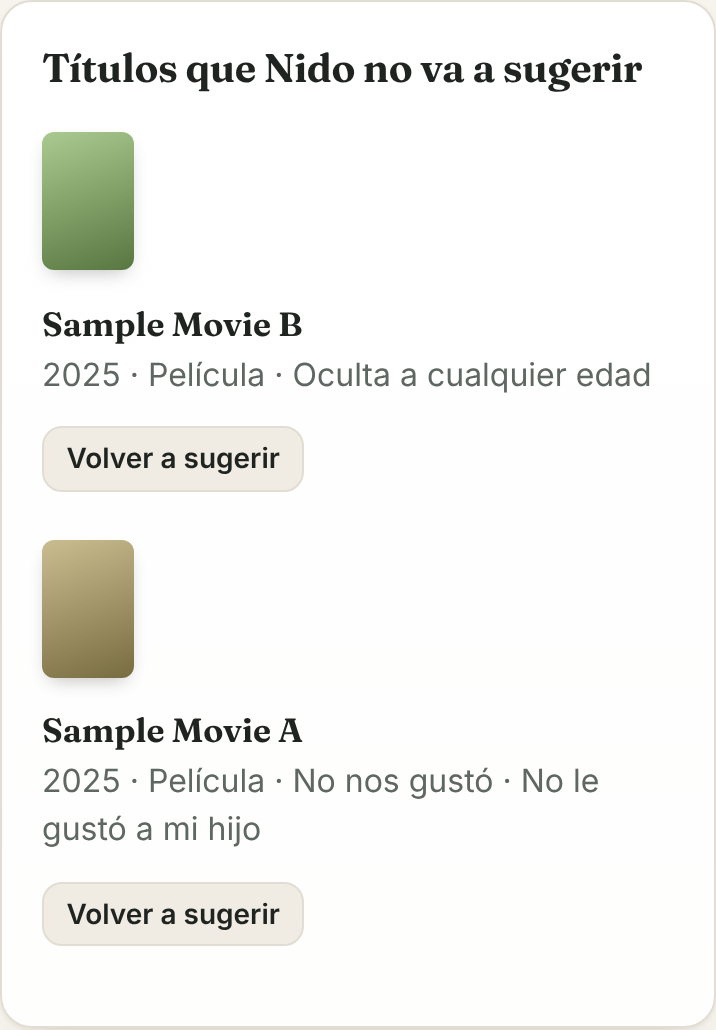 Títulos que Nido no va a sugerir
Sample Movie B
2025 · Película · Oculta a cualquier edad
Volver a sugerir
Sample Movie A
2025 · Película · No nos gustó · No le
gustó a mi hijo
Volver a sugerir